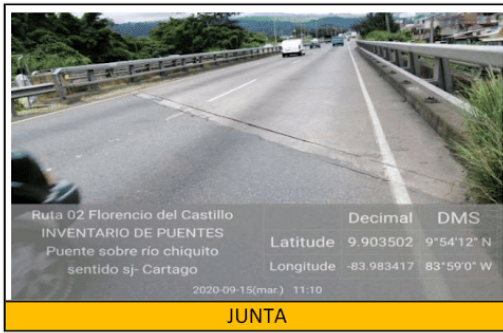 Ruta 02 Florencio del Castillo
INVENTARIO DE PUENTES
Puente sobre río chiquito
sentido sj- Cartago
Decimal DMS
Latitude 9.903502 9°54'12" N
Longitude -83.983417 83°59'0" W
2020-09-15(mar.) 11:10
JUNTA